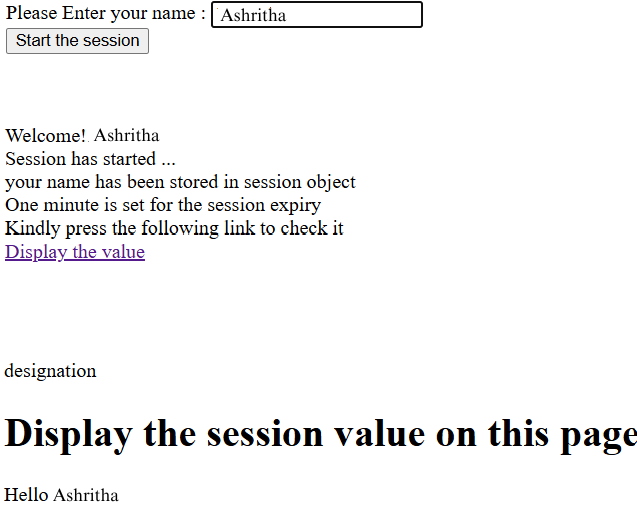 Please Enter your name : Ashritha
Start the session
Welcome! Ashritha
Session has started ...
your name has been stored in session object
One minute is set for the session expiry
Kindly press the following link to check it
Display the value
designation
Display the session value on this page
Hello Ashritha